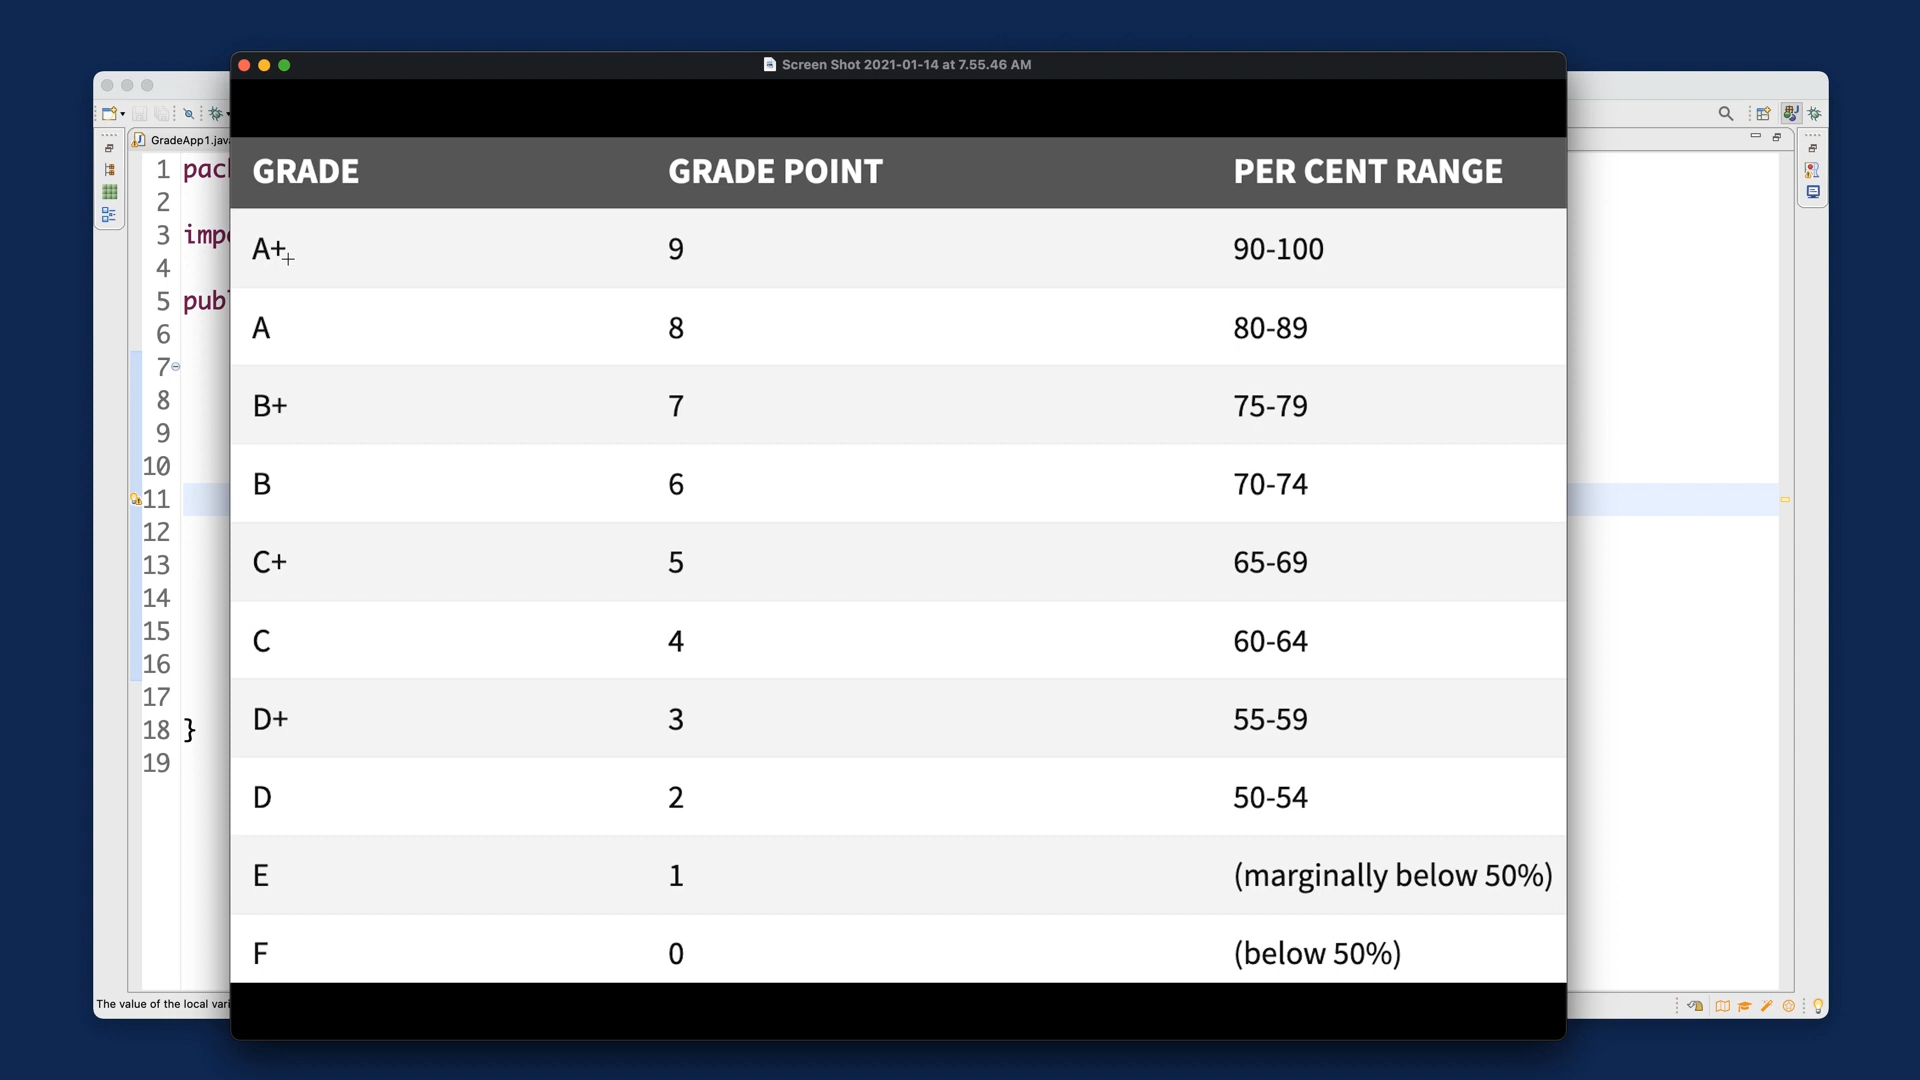 Screen Shot 2021-01-14 at 7.55.46 AM
GradeApp1.java
GRADE GRADE POINT PER CENT RANGE
A+ 9 90-100
A 8 80-89
B+ 7 75-79
B 6 70-74
C+ 5 65-69
C 4 60-64
D+ 3 55-59
D 2 50-54
E 1 (marginally below 50%)
F 0 (below 50%)
1 pac
2
3 imp
4
5 pub
6
7
8
9
10
11
12
13
14
15
16
17
18 }
19
The value of the local